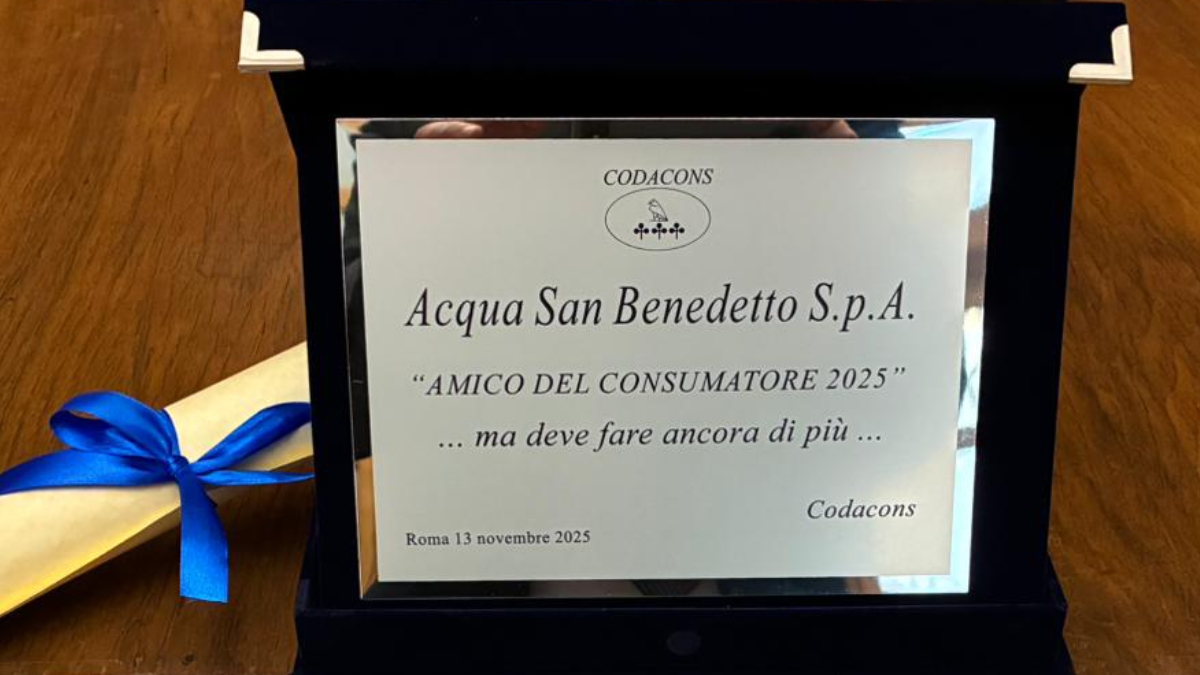 CODACONS
Acqua San Benedetto S.p.A.
“AMICO DEL CONSUMATORE 2025”
... ma deve fare ancora di più ...
Codacons
Roma 13 novembre 2025